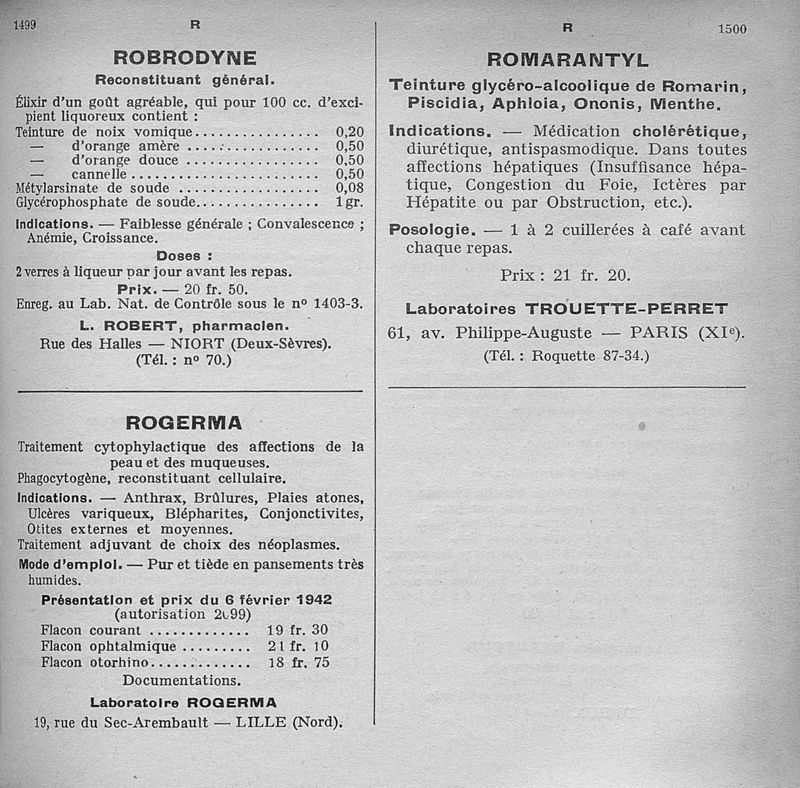 1499
R
ROBRODYNE
Reconstituant général.
Élixir d'un goût agréable, qui pour 100 cc. d'exci-
pient liquoreux contient :
Teinture de noix vomique................ 0,20
— d'orange amère ................ 0,50
— d'orange douce ................ 0,50
— cannelle....................... 0,50
Métylarsinate de soude .................. 0,08
Glycérophosphate de soude................ 1 gr.
Indications. — Faiblesse générale ; Convalescence ;
Anémie, Croissance.
Doses :
2 verres à liqueur par jour avant les repas.
Prix. — 20 fr. 50.
Enreg. au Lab. Nat. de Contrôle sous le n° 1403-3.
L. ROBERT, pharmacien.
Rue des Halles — NIORT (Deux-Sèvres).
(Tél. : n° 70.)
ROGERMA
Traitement cytophylactique des affections de la
peau et des muqueuses.
Phagocytogène, reconstituant cellulaire.
Indications. — Anthrax, Brûlures, Plaies atones,
Ulcères variqueux, Blépharites, Conjonctivites,
Otites externes et moyennes.
Traitement adjuvant de choix des néoplasmes.
Mode d'emploi. — Pur et tiède en pansements très
humides.
Présentation et prix du 6 février 1942
(autorisation 2099)
Flacon courant ............. 19 fr. 30
Flacon ophtalmique ......... 21 fr. 10
Flacon otorhino............. 18 fr. 75
Documentations.
Laboratoire ROGERMA
19, rue du Sec-Arembault — LILLE (Nord).
R
1500
ROMARANTYL
Teinture glycéro-alcoolique de Romarin,
Piscidia, Aphloia, Ononis, Menthe.
Indications. — Médication cholérétique,
diurétique, antispasmodique. Dans toutes
affections hépatiques (Insuffisance hépa-
tique, Congestion du Foie, Ictères par
Hépatite ou par Obstruction, etc.).
Posologie. — 1 à 2 cuillerées à café avant
chaque repas.
Prix : 21 fr. 20.
Laboratoires TROUETTE-PERRET
61, av. Philippe-Auguste — PARIS (XIe).
(Tél. : Roquette 87-34.)